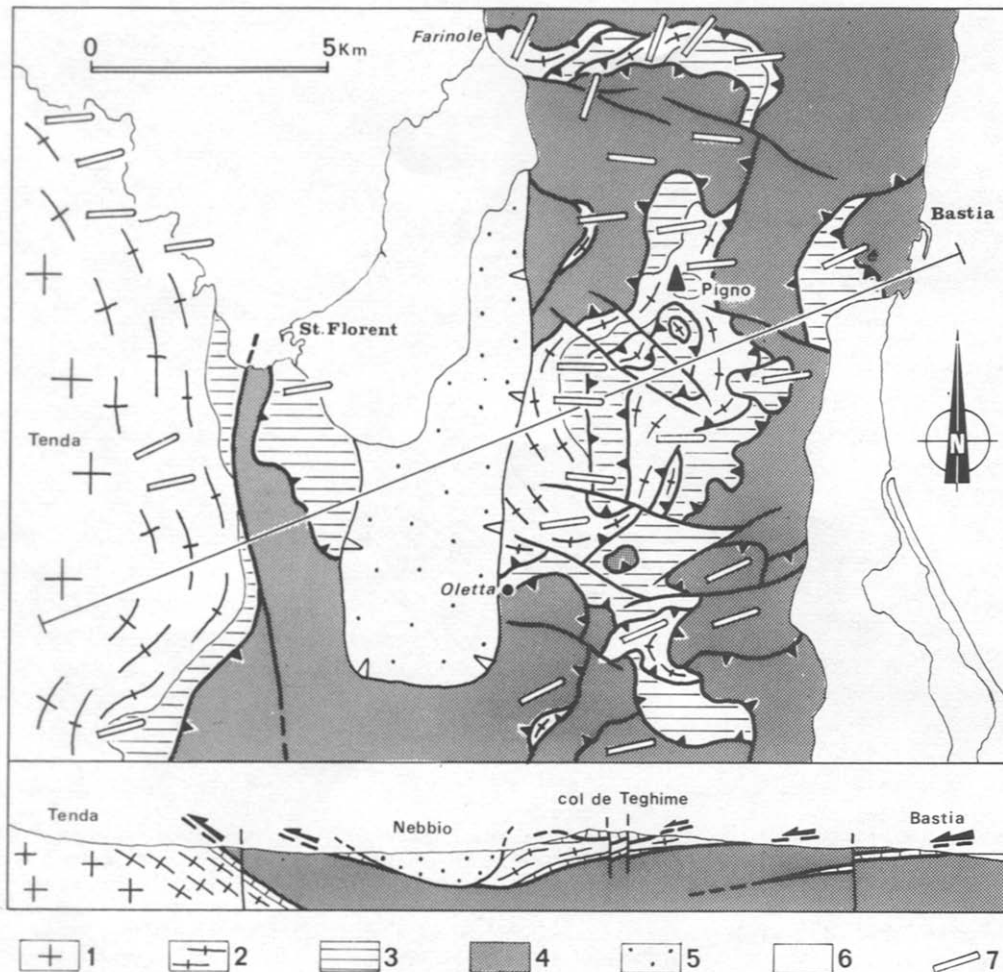 0 5Km
Farinole
Bastia
Pigno
St. Florent
Tenda
N
Oletta
Tenda
Nebbio
col de Teghime
Bastia
1 2 3 4 5 6 7